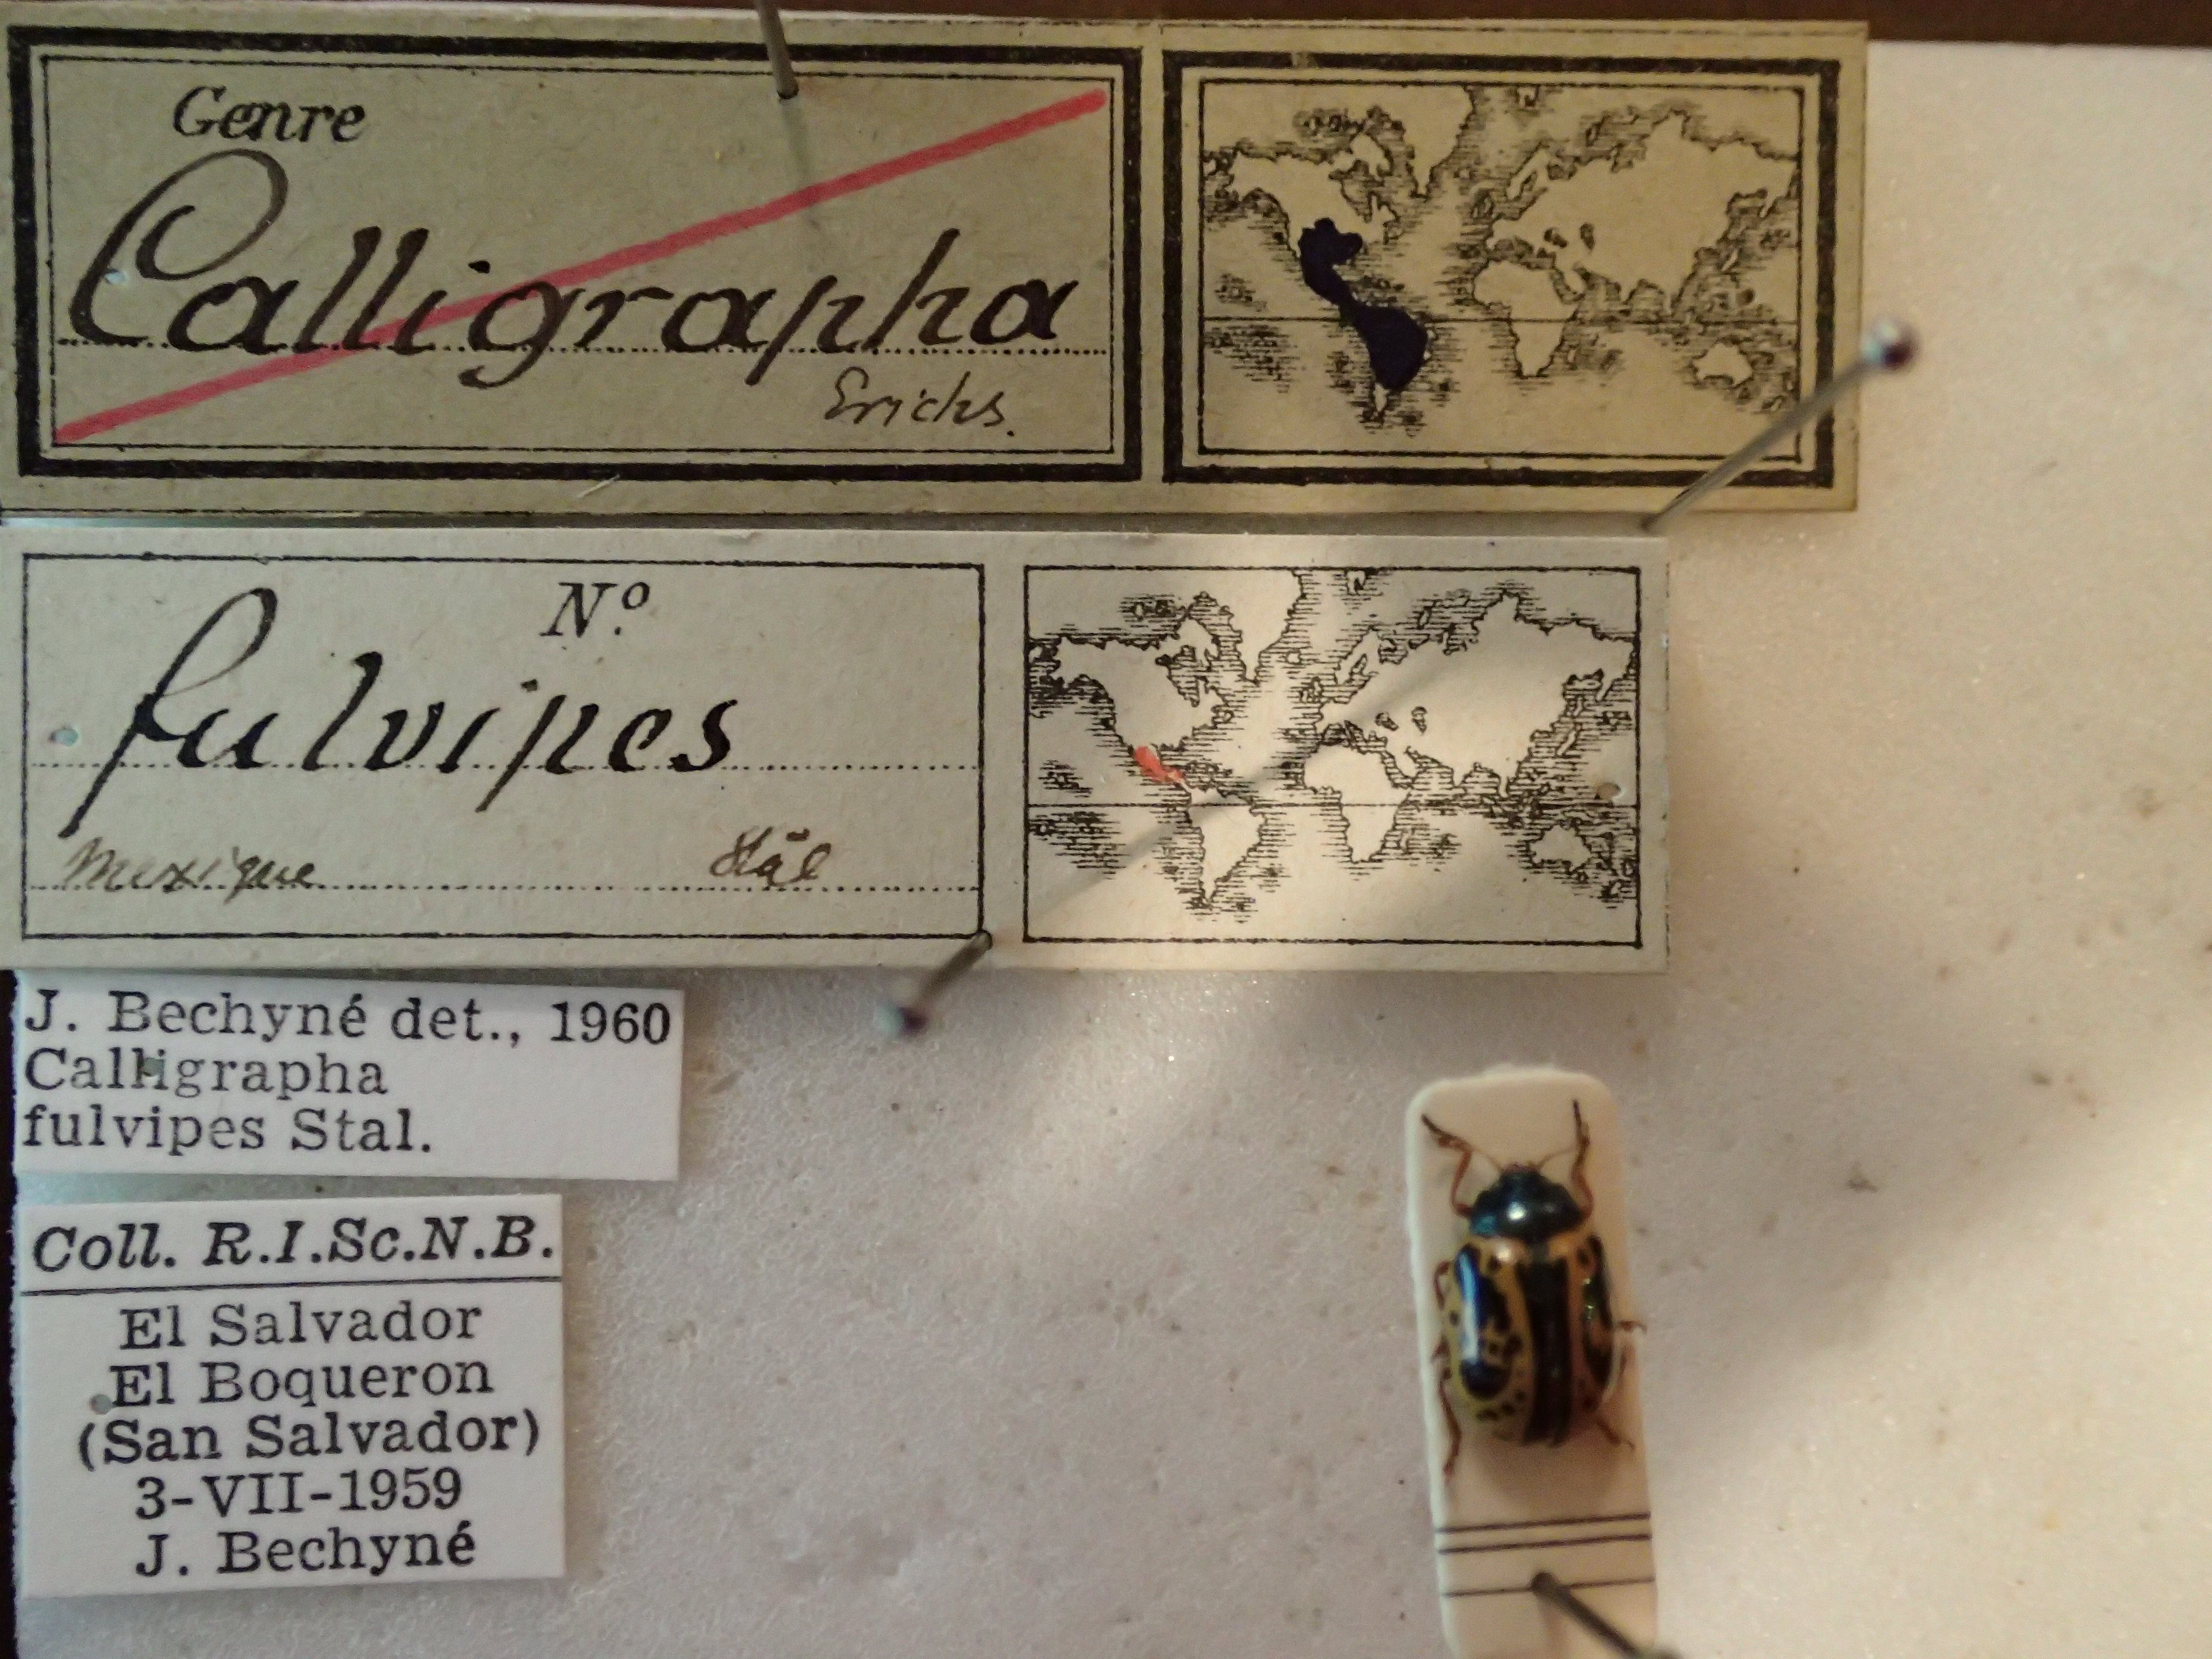 Genre
Calligrapha
Erichs.
Nº
fulvipes
Mexique Stål
J. Bechyné det., 1960
Calligrapha
fulvipes Stal.
Coll. R.I.Sc.N.B.
El Salvador
El Boqueron
(San Salvador)
3-VII-1959
J. Bechyné